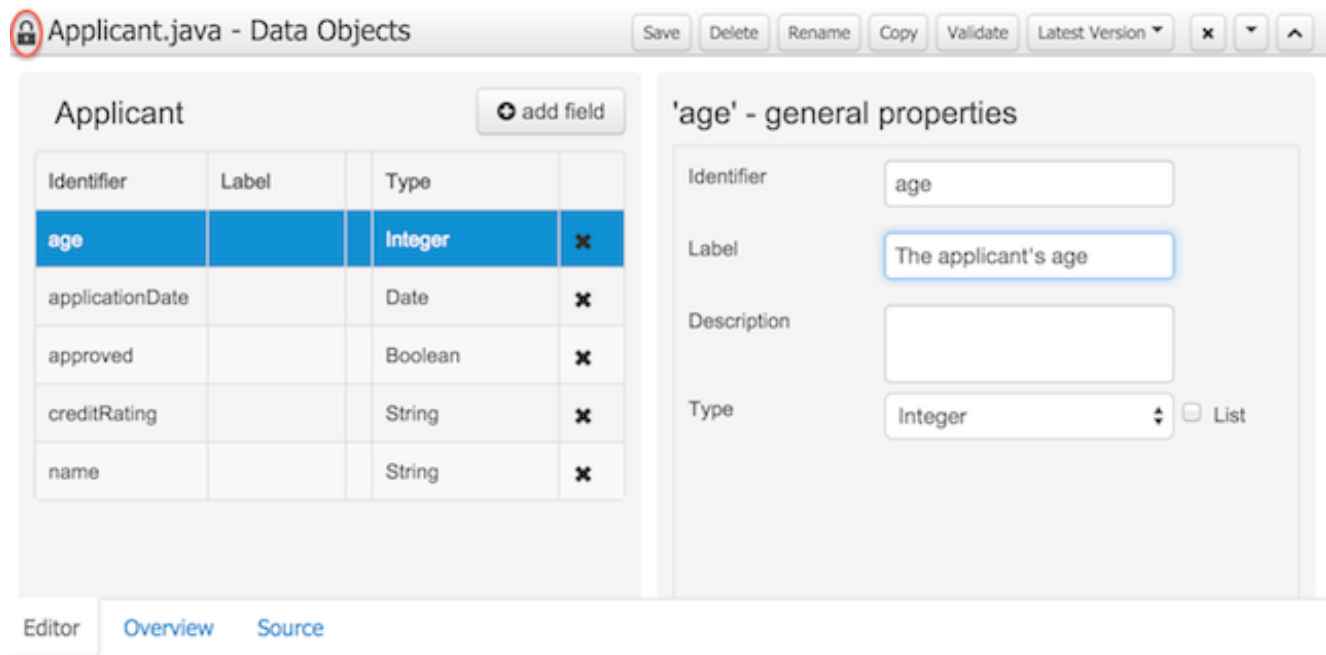 Applicant.java - Data Objects
Save Delete Rename Copy Validate Latest Version
Applicant
add field
Identifier Label Type
age Integer
applicationDate Date
approved Boolean
creditRating String
name String
'age' - general properties
Identifier age
Label The applicant's age
Description
Type Integer List
Editor Overview Source